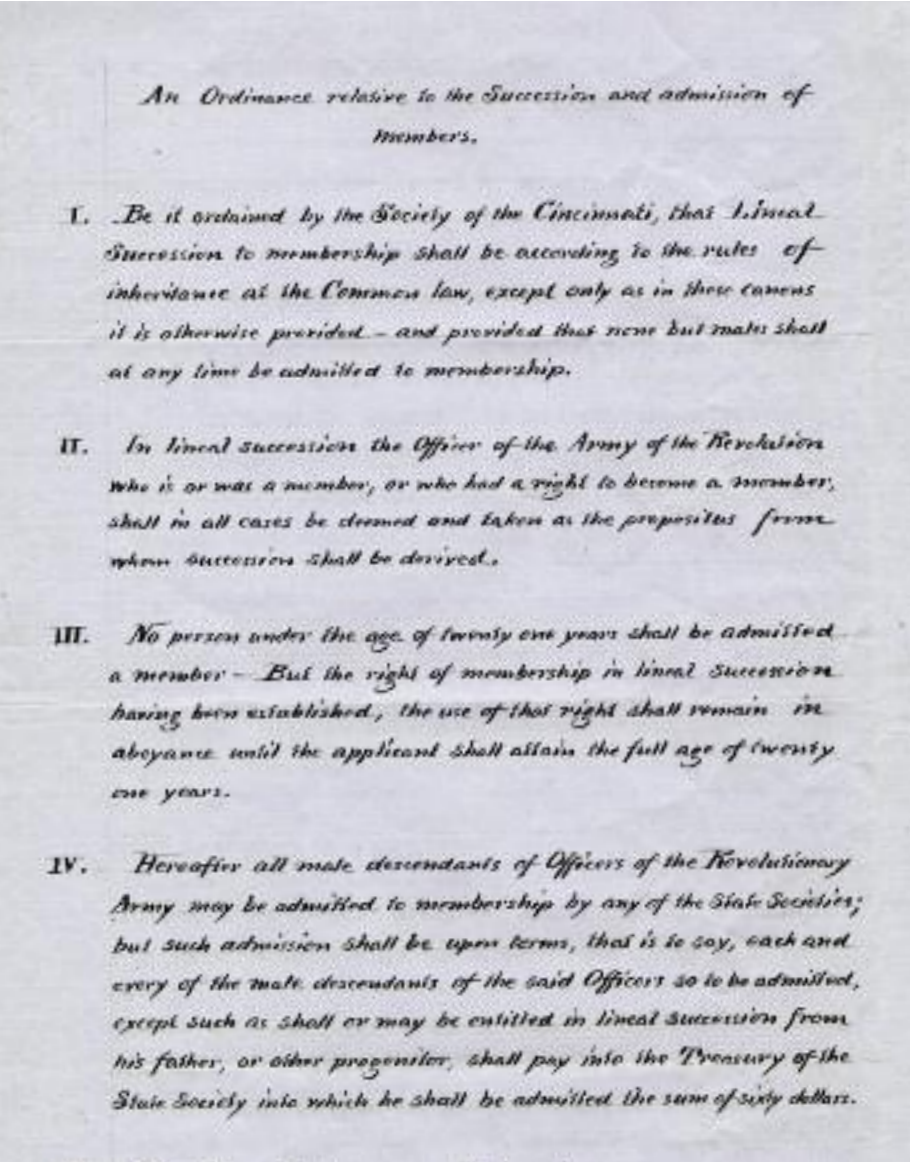 An Ordinance relative to the Succession and admission of
Members.
I. Be it ordained by the Society of the Cincinnati, that Lineal
Succession to membership shall be according to the rules of
inheritance at the Common law, except only as in these canons
it is otherwise provided – and provided that none but males shall
at any time be admitted to membership.
II. In lineal succession the Officer of the Army of the Revolution
who is or was a member, or who had a right to become a member,
shall in all cases be deemed and taken as the propositus from
whom succession shall be derived.
III. No person under the age of twenty one years shall be admitted
a member – But the right of membership in lineal succession
having been established, the use of that right shall remain in
abeyance until the applicant shall attain the full age of twenty
one years.
IV. Hereafter all male descendants of Officers of the Revolutionary
Army may be admitted to membership by any of the State Societies;
but such admission shall be upon terms, that is to say, each and
every of the male descendants of the said Officers so to be admitted,
except such as shall or may be entitled in lineal succession from
his father, or other progenitor, shall pay into the Treasury of the
State Society into which he shall be admitted the sum of sixty dollars.